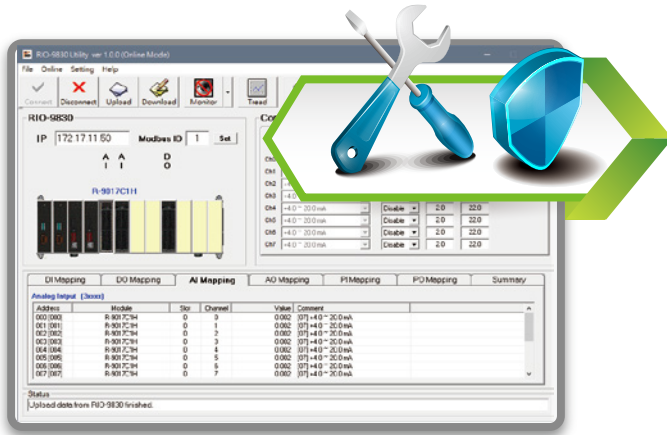 RIO-9830 Utility ver 1.0.0 (Online Mode)
File Online Setting Help
Connect Disconnect Upload Download Monitor Trend
RIO-9830
IP 172 17 11 50 Modbus ID 1 Set
A A D
I I O
R-9017C1H
Ch0
Ch1
Ch2
Ch3 +4.0 ~ 20.0 mA
Ch4 +4.0 ~ 20.0 mA Disable 2.0 22.0
Ch5 +4.0 ~ 20.0 mA Disable 2.0 22.0
Ch6 +4.0 ~ 20.0 mA Disable 2.0 22.0
Ch7 +4.0 ~ 20.0 mA Disable 2.0 22.0
DI Mapping DO Mapping AI Mapping AO Mapping PI Mapping PO Mapping Summary
Analog Intput (3xxxx)
Address Module Slot Channel Value Comment
000 [000] R-9017C1H 0 0 0.002 [07] +4.0 ~ 20.0 mA
001 [001] R-9017C1H 0 1 0.002 [07] +4.0 ~ 20.0 mA
002 [002] R-9017C1H 0 2 0.002 [07] +4.0 ~ 20.0 mA
003 [003] R-9017C1H 0 3 0.002 [07] +4.0 ~ 20.0 mA
004 [004] R-9017C1H 0 4 0.002 [07] +4.0 ~ 20.0 mA
005 [005] R-9017C1H 0 5 0.002 [07] +4.0 ~ 20.0 mA
006 [006] R-9017C1H 0 6 0.002 [07] +4.0 ~ 20.0 mA
007 [007] R-9017C1H 0 7 0.002 [07] +4.0 ~ 20.0 mA
Status
Upload data from RIO-9830 finished.